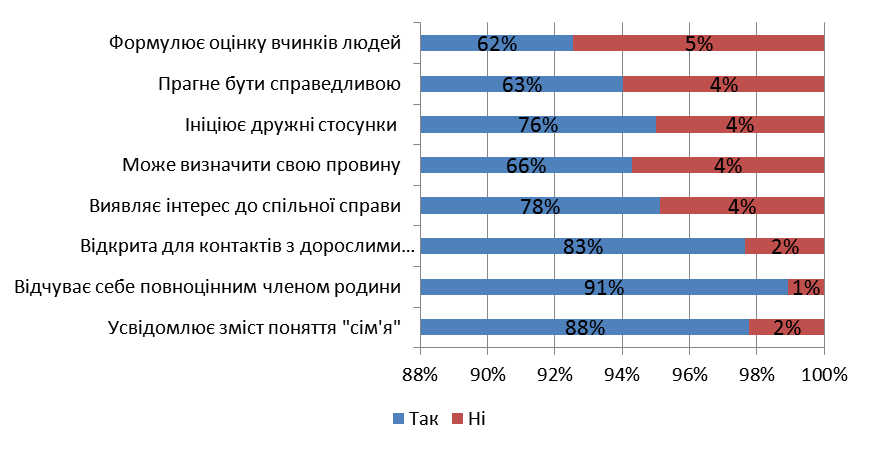 Формулює оцінку вчинків людей 62% 5%
Прагне бути справедливою 63% 4%
Ініціює дружні стосунки 76% 4%
Може визначити свою провину 66% 4%
Виявляє інтерес до спільної справи 78% 4%
Відкрита для контактів з дорослими... 83% 2%
Відчуває себе повноцінним членом родини 91% 1%
Усвідомлює зміст поняття "сім'я" 88% 2%
88% 90% 92% 94% 96% 98% 100%
Так Ні